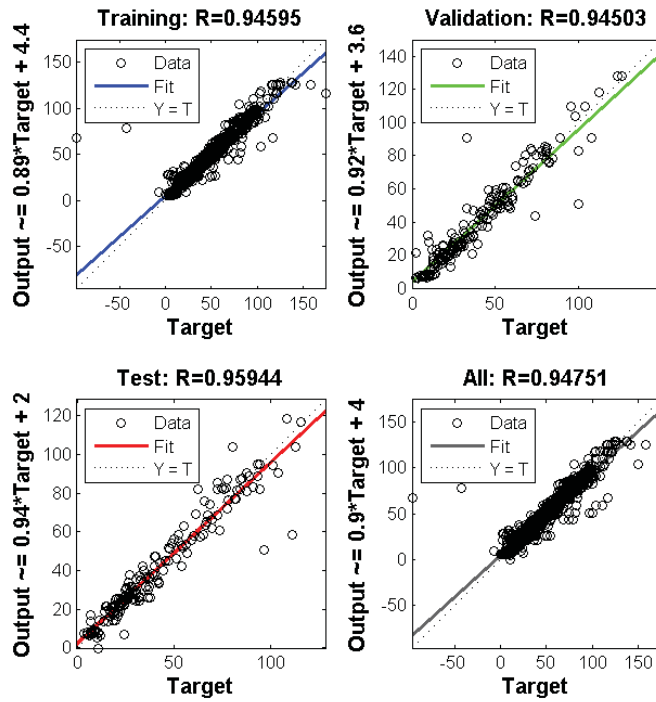 Training: R=0.94595
Output ~= 0.89*Target + 4.4
150
100
50
0
-50
Data
Fit
Y = T
-50 0 50 100 150
Target
Validation: R=0.94503
Output ~= 0.92*Target + 3.6
140
120
100
80
60
40
20
0
Data
Fit
Y = T
0 50 100
Target
Test: R=0.95944
Output ~= 0.94*Target + 2
120
100
80
60
40
20
0
Data
Fit
Y = T
0 50 100
Target
All: R=0.94751
Output ~= 0.9*Target + 4
150
100
50
0
-50
Data
Fit
Y = T
-50 0 50 100 150
Target